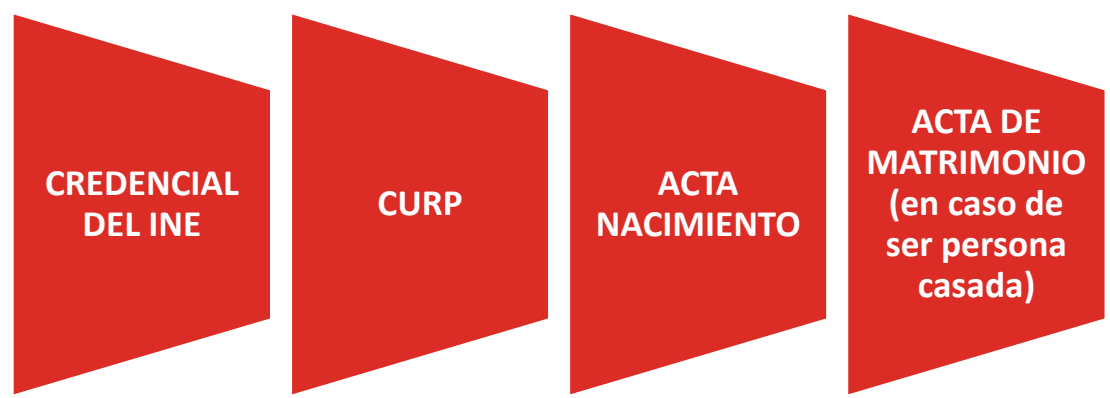 CREDENCIAL
DEL INE
CURP
ACTA
NACIMIENTO
ACTA DE
MATRIMONIO
(en caso de
ser persona
casada)